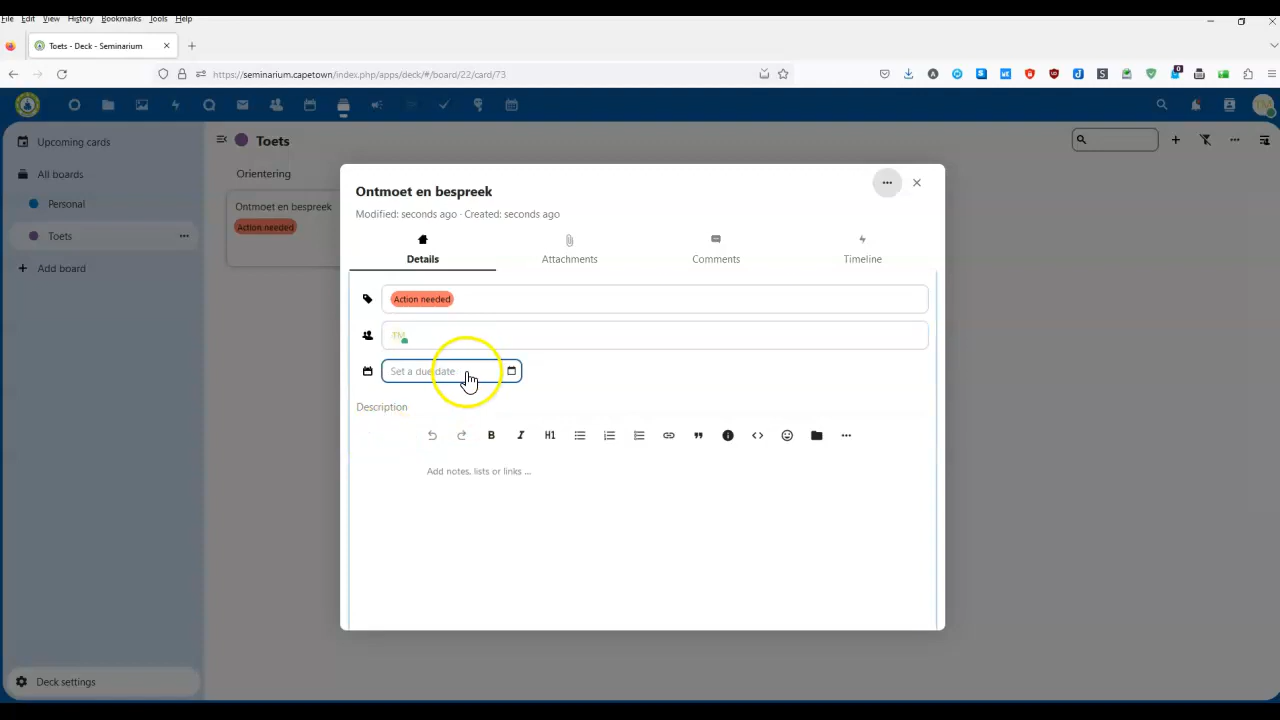 File Edit View History Bookmarks Tools Help
Toets - Deck - Seminarium
https://seminarium.capetown/index.php/apps/deck/#/board/22/card/73
Upcoming cards
All boards
Personal
Toets
Add board
Deck settings
Toets
Orientering
Ontmoet en bespreek
Action needed
Ontmoet en bespreek
Modified: seconds ago · Created: seconds ago
Details
Attachments
Comments
Timeline
Action needed
TM
Set a due date
Description
B I H1
Add notes, lists or links ...